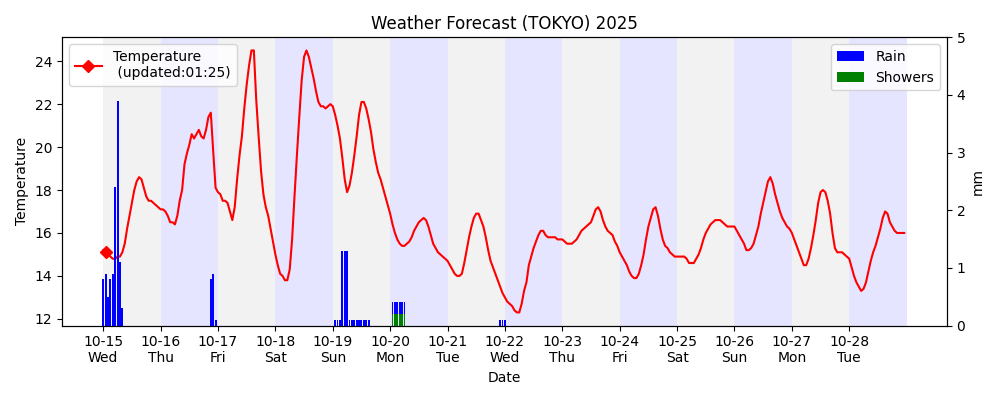 Weather Forecast (TOKYO) 2025
Temperature
(updated:01:25)
Rain
Showers
Temperature
24
22
20
18
16
14
12
5
4
3
2
1
0
mm
10-15 10-16 10-17 10-18 10-19 10-20 10-21 10-22 10-23 10-24 10-25 10-26 10-27 10-28
Wed Thu Fri Sat Sun Mon Tue Wed Thu Fri Sat Sun Mon Tue
Date